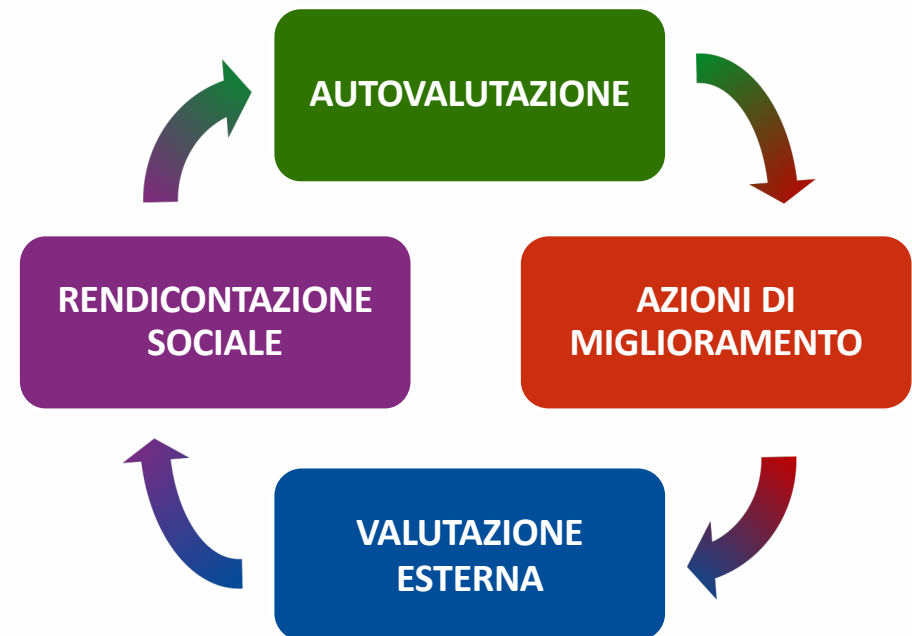 AUTOVALUTAZIONE
RENDICONTAZIONE
SOCIALE
AZIONI DI
MIGLIORAMENTO
VALUTAZIONE
ESTERNA